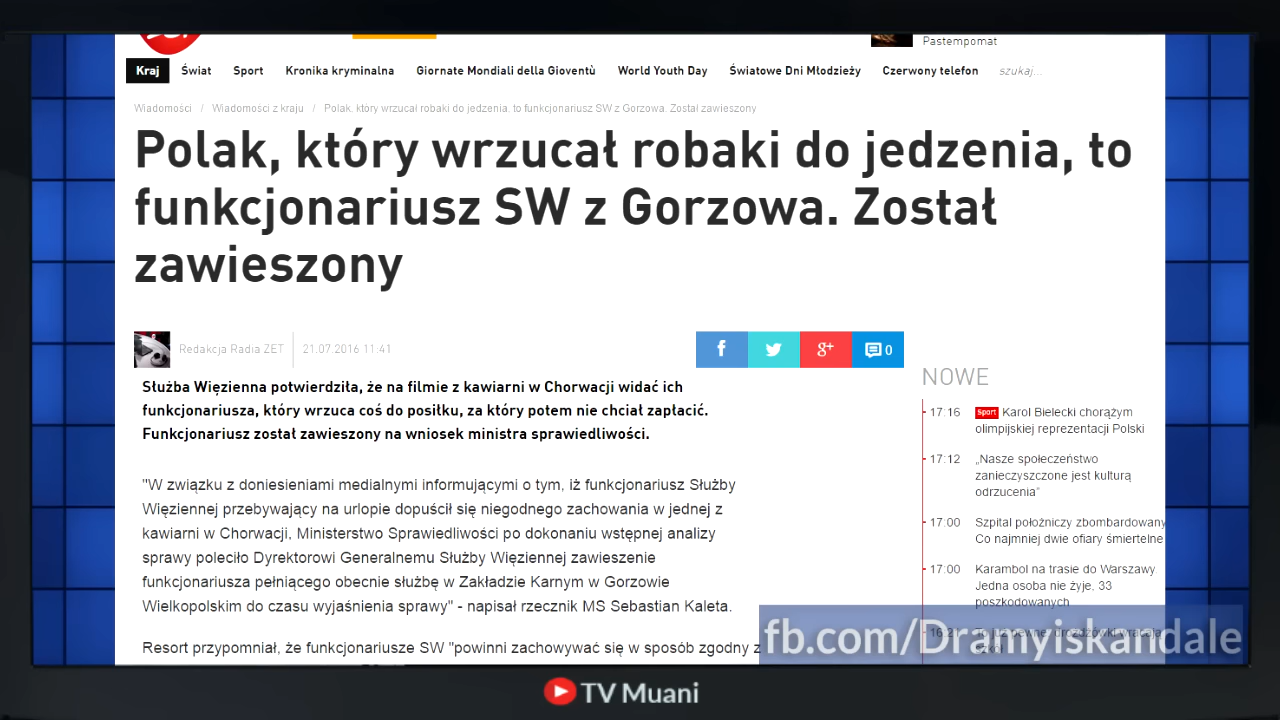 Pastempomat
Kraj Świat Sport Kronika kryminalna Giornate Mondiali della Gioventù World Youth Day Światowe Dni Młodzieży Czerwony telefon szukaj...
Wiadomości / Wiadomości z kraju / Polak, który wrzucał robaki do jedzenia, to funkcjonariusz SW z Gorzowa. Został zawieszony
Polak, który wrzucał robaki do jedzenia, to
funkcjonariusz SW z Gorzowa. Został
zawieszony
Redakcja Radia ZET 21.07.2016 11:41
0
Służba Więzienna potwierdziła, że na filmie z kawiarni w Chorwacji widać ich
funkcjonariusza, który wrzuca coś do posiłku, za który potem nie chciał zapłacić.
Funkcjonariusz został zawieszony na wniosek ministra sprawiedliwości.
"W związku z doniesieniami medialnymi informującymi o tym, iż funkcjonariusz Służby
Więziennej przebywający na urlopie dopuścił się niegodnego zachowania w jednej z
kawiarni w Chorwacji, Ministerstwo Sprawiedliwości po dokonaniu wstępnej analizy
sprawy poleciło Dyrektorowi Generalnemu Służby Więziennej zawieszenie
funkcjonariusza pełniącego obecnie służbę w Zakładzie Karnym w Gorzowie
Wielkopolskim do czasu wyjaśnienia sprawy" - napisał rzecznik MS Sebastian Kaleta.
Resort przypomniał, że funkcjonariusze SW "powinni zachowywać się w sposób zgodny z
NOWE
17:16 Sport Karol Bielecki chorążym
olimpijskiej reprezentacji Polski
17:12 „Nasze społeczeństwo
zanieczyszczone jest kulturą
odrzucenia”
17:00 Szpital położniczy zbombardowany
Co najmniej dwie ofiary śmiertelne
17:00 Karambol na trasie do Warszawy
Jedna osoba nie żyje, 33
poszkodowanych
16:21 To już pewne, drożdżówki wracają
fb.com/Dramyiskandale
TV Muani